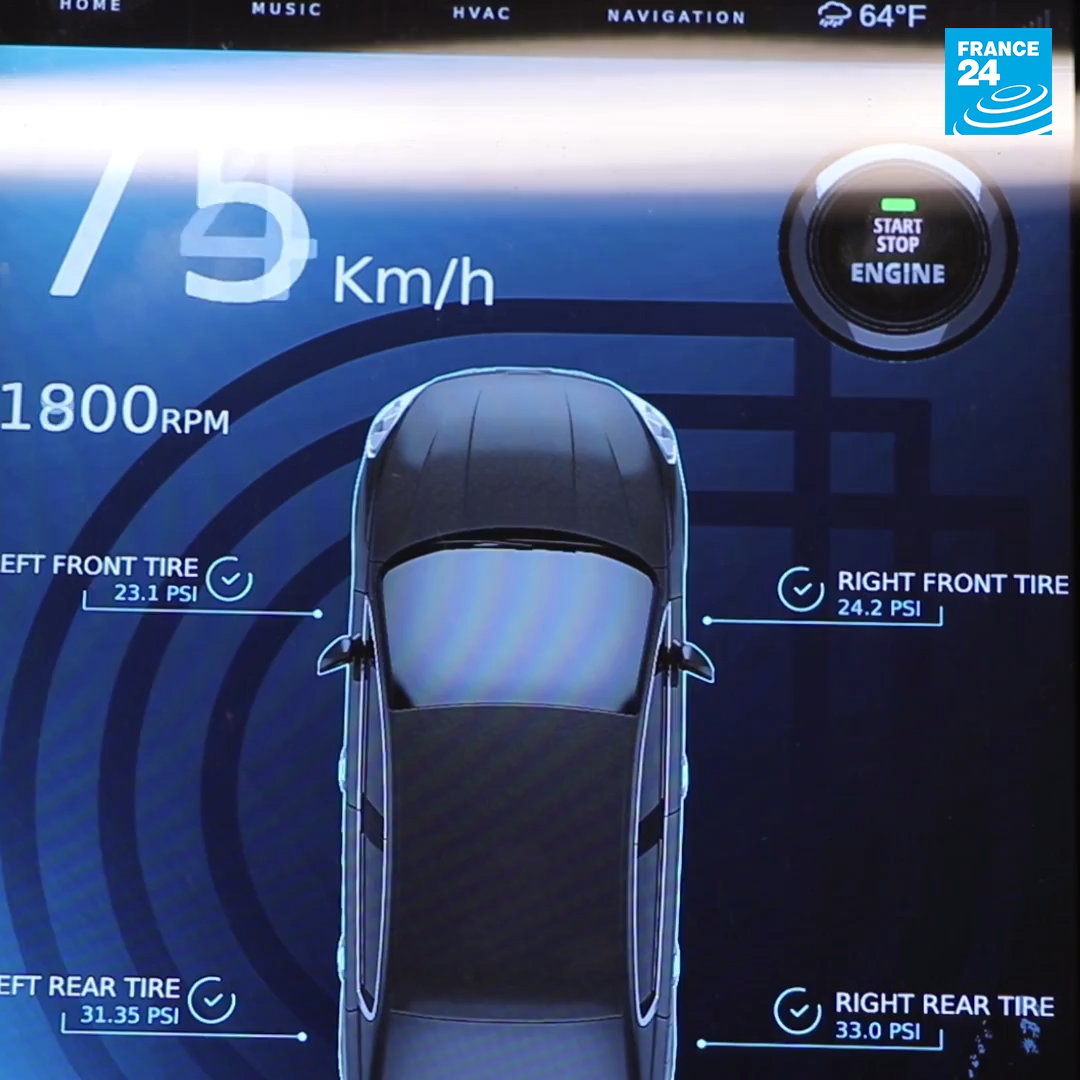 HOME MUSIC HVAC NAVIGATION 64°F
FRANCE
24
Km/h
START
STOP
ENGINE
1800RPM
EFT FRONT TIRE
23.1 PSI
RIGHT FRONT TIRE
24.2 PSI
EFT REAR TIRE
31.35 PSI
RIGHT REAR TIRE
33.0 PSI